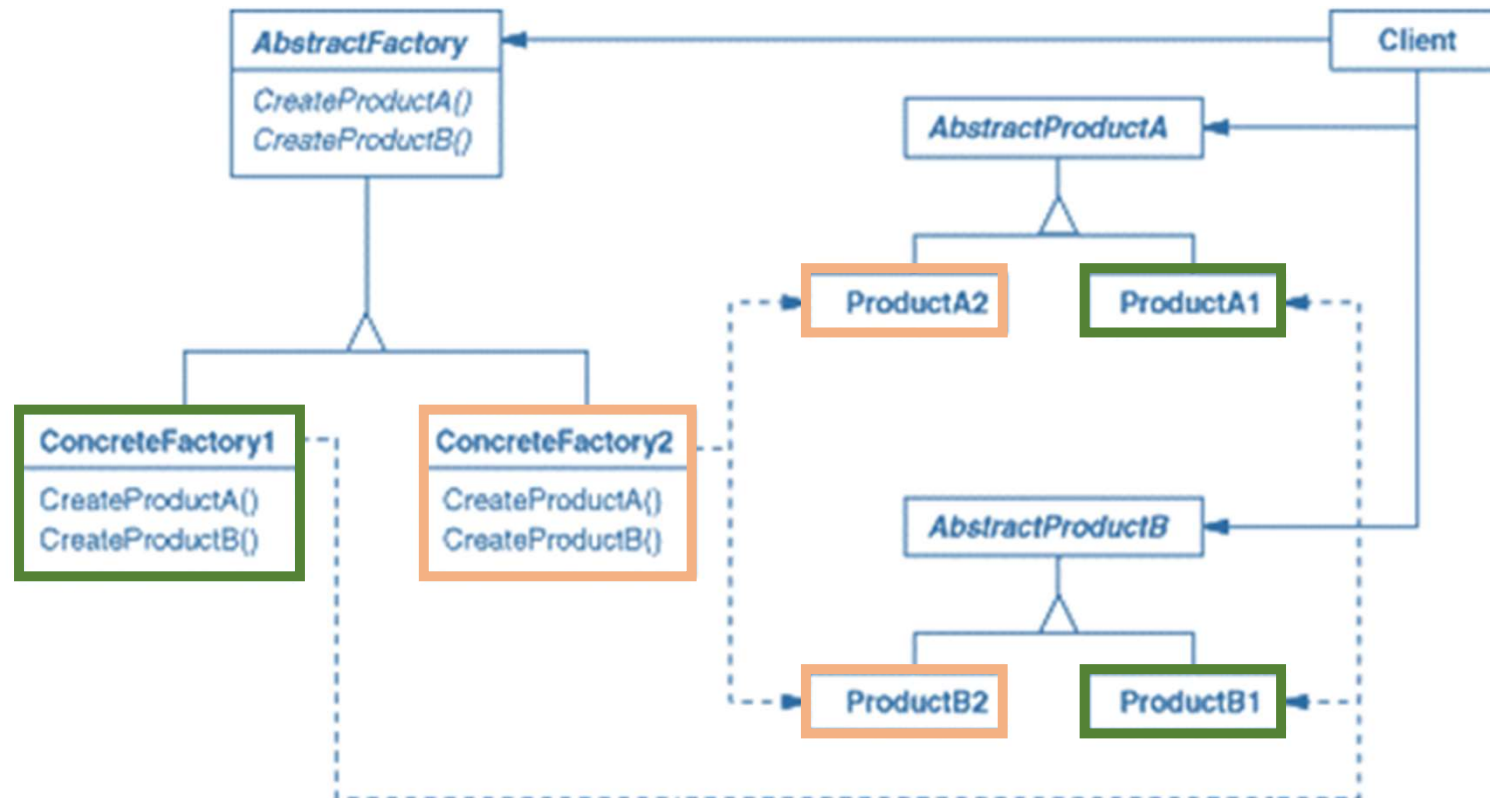 AbstractFactory
CreateProductA()
CreateProductB()
Client
AbstractProductA
ProductA2
ProductA1
ConcreteFactory1
CreateProductA()
CreateProductB()
ConcreteFactory2
CreateProductA()
CreateProductB()
AbstractProductB
ProductB2
ProductB1